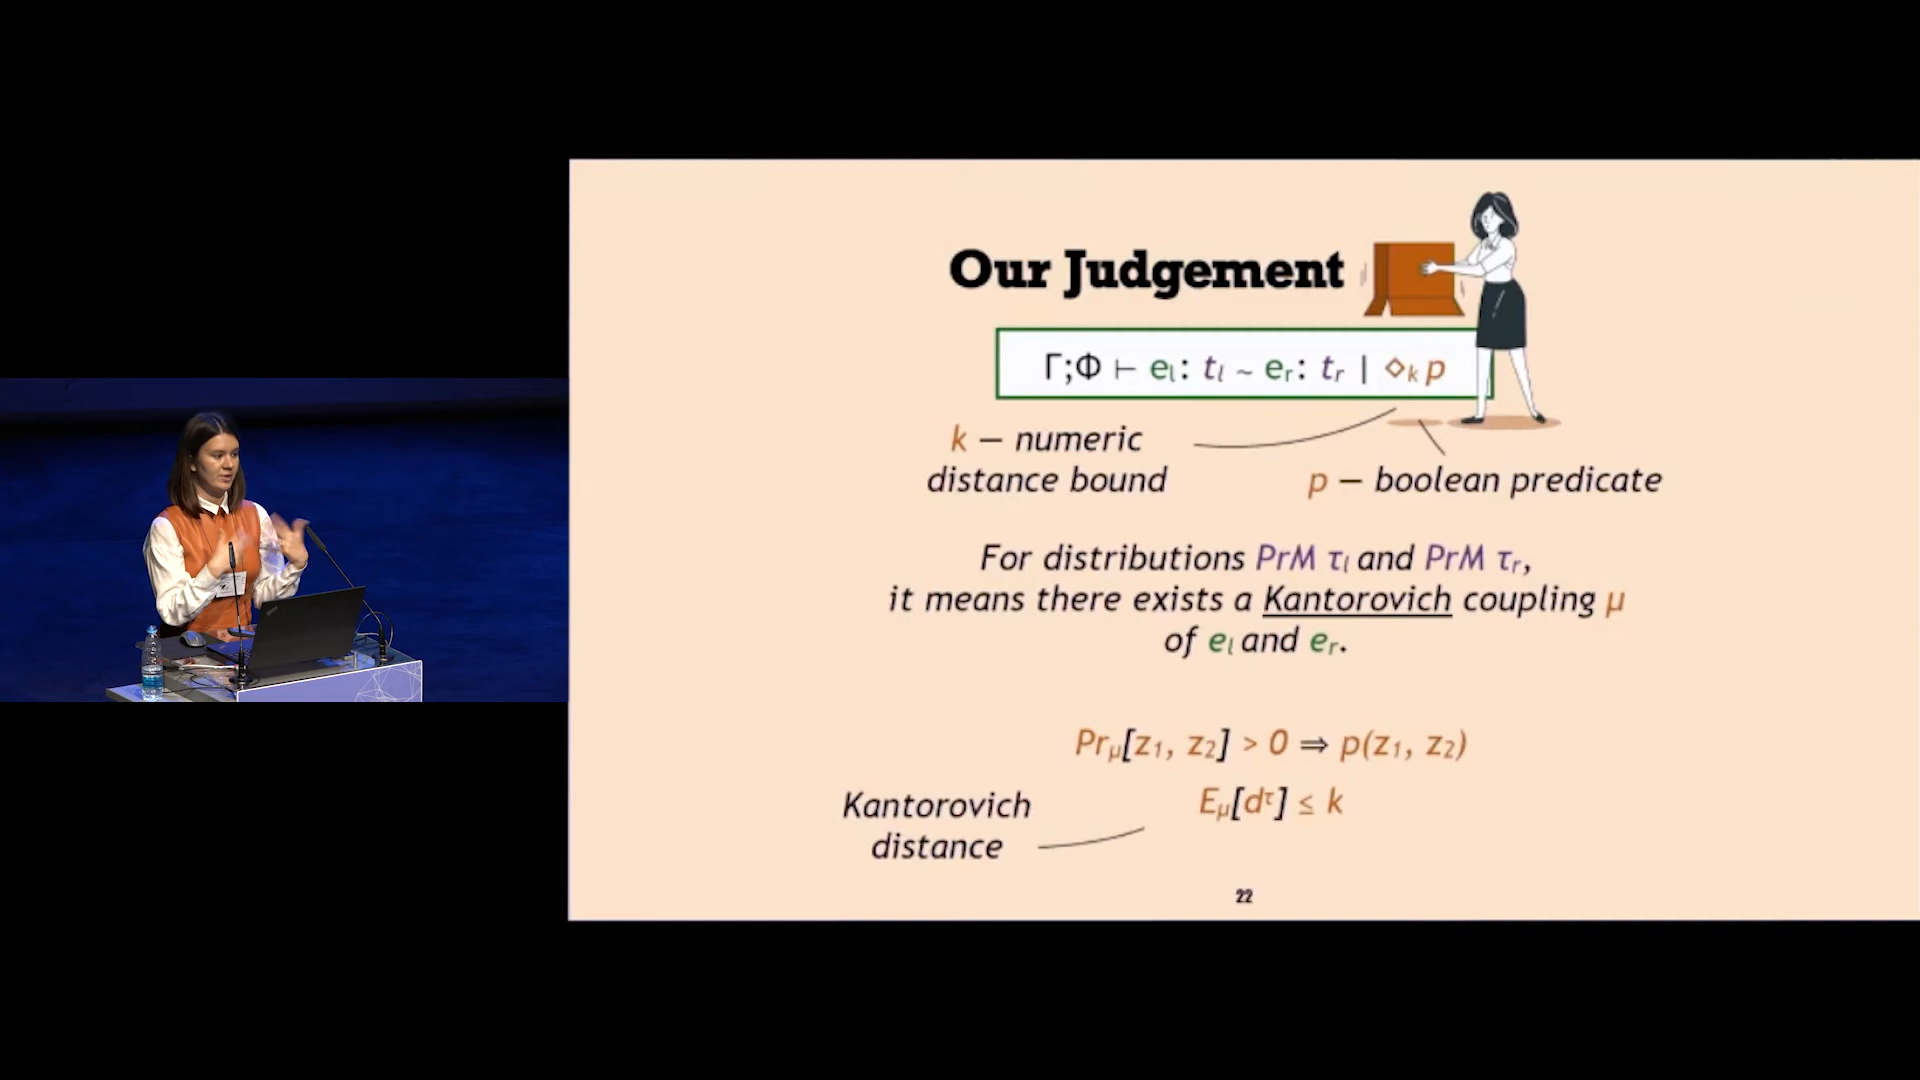 Our Judgement
Γ;Φ ⊢ eₗ: tₗ ~ eᵣ: tᵣ | ◇ₖ p
k — numeric
distance bound
p — boolean predicate
For distributions PrM τₗ and PrM τᵣ,
it means there exists a Kantorovich coupling μ
of eₗ and eᵣ.
Prμ[z₁, z₂] > 0 ⇒ p(z₁, z₂)
Eμ[dᵗ] ≤ k
Kantorovich
distance
22